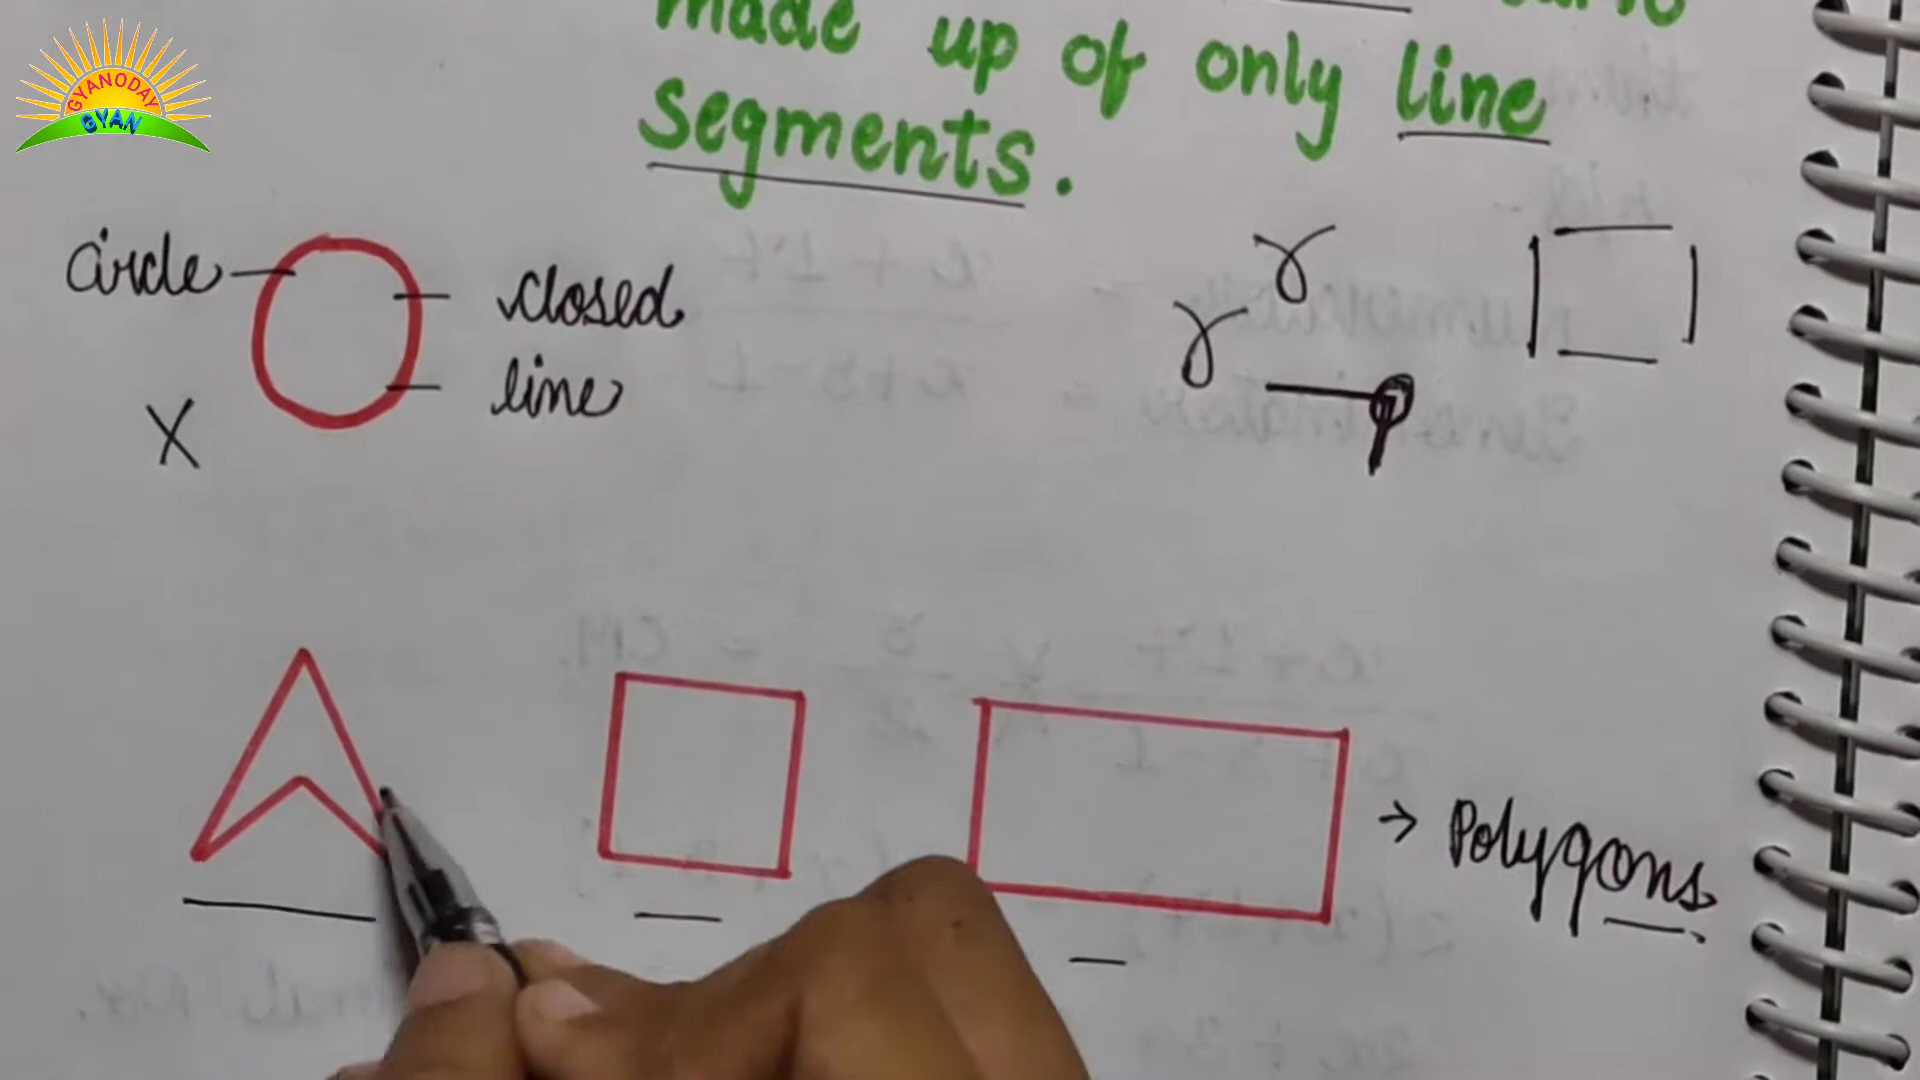 GYANODAY
GYAN
made up of only line
segments.
circle
closed
line
X
→ Polygons